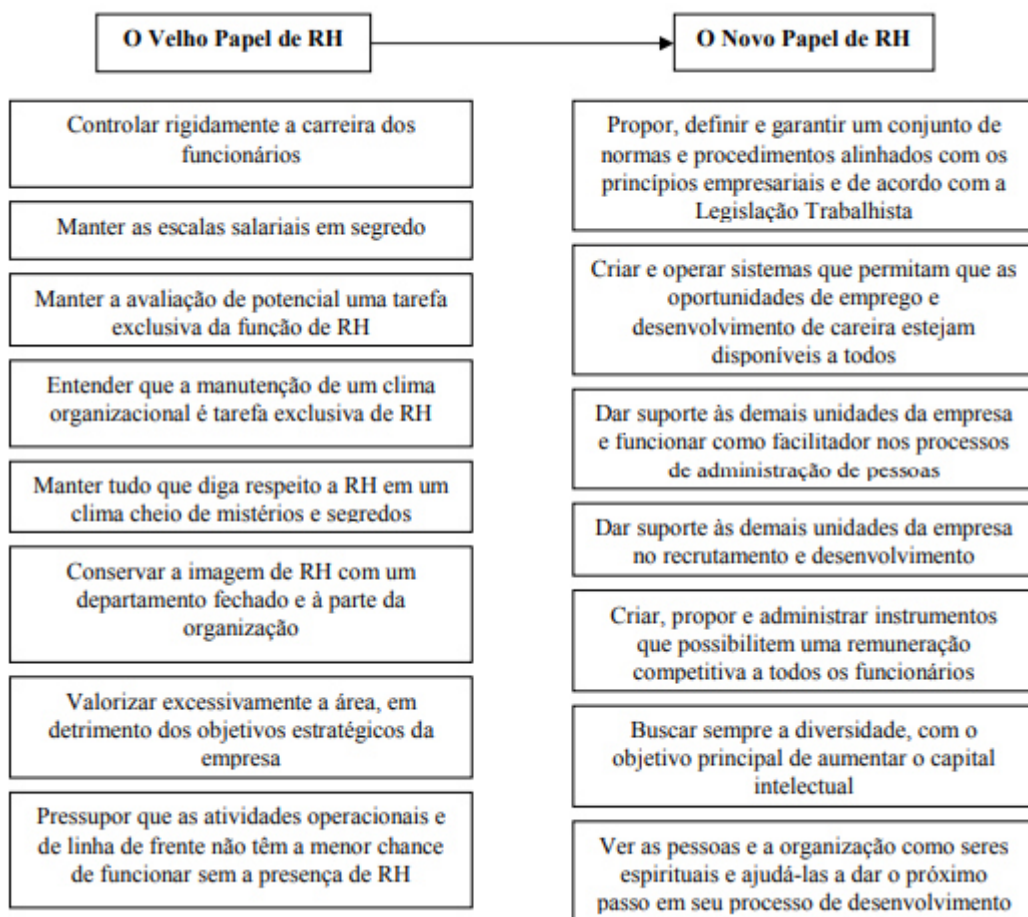 O Velho Papel de RH
O Novo Papel de RH
Controlar rigidamente a carreira dos
funcionários
Manter as escalas salariais em segredo
Manter a avaliação de potencial uma tarefa
exclusiva da função de RH
Entender que a manutenção de um clima
organizacional é tarefa exclusiva de RH
Manter tudo que diga respeito a RH em um
clima cheio de mistérios e segredos
Conservar a imagem de RH com um
departamento fechado e à parte da
organização
Valorizar excessivamente a área, em
detrimento dos objetivos estratégicos da
empresa
Pressupor que as atividades operacionais e
de linha de frente não têm a menor chance
de funcionar sem a presença de RH
Propor, definir e garantir um conjunto de
normas e procedimentos alinhados com os
princípios empresariais e de acordo com a
Legislação Trabalhista
Criar e operar sistemas que permitam que as
oportunidades de emprego e
desenvolvimento de careira estejam
disponíveis a todos
Dar suporte às demais unidades da empresa
e funcionar como facilitador nos processos
de administração de pessoas
Dar suporte às demais unidades da empresa
no recrutamento e desenvolvimento
Criar, propor e administrar instrumentos
que possibilitem uma remuneração
competitiva a todos os funcionários
Buscar sempre a diversidade, com o
objetivo principal de aumentar o capital
intelectual
Ver as pessoas e a organização como seres
espirituais e ajudá-las a dar o próximo
passo em seu processo de desenvolvimento